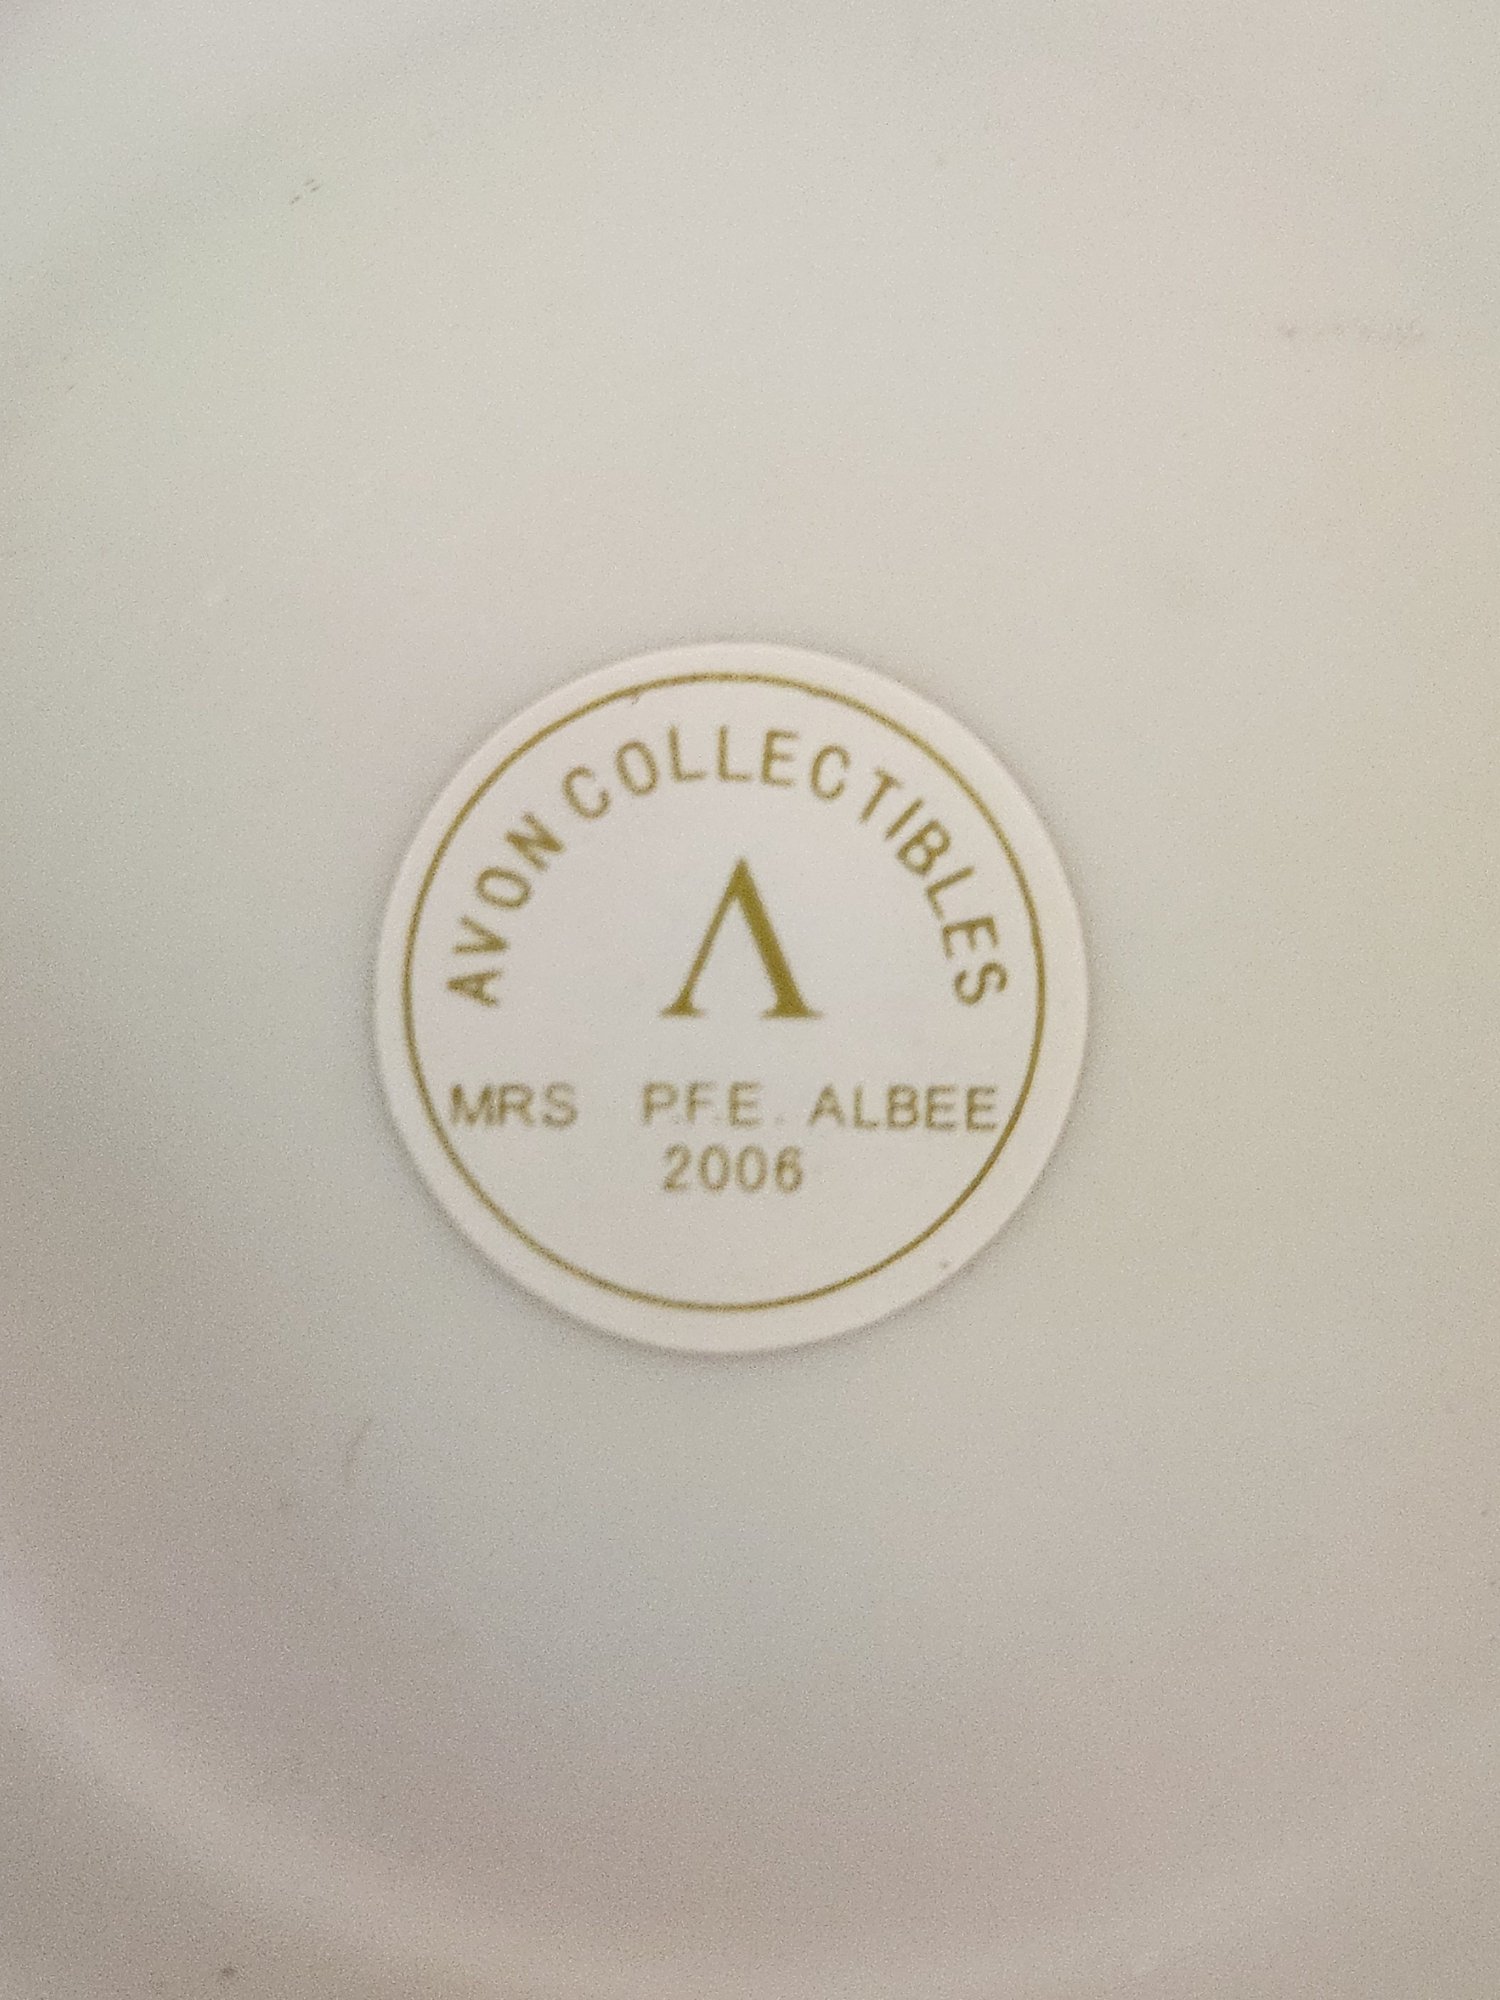 AVON COLLECTIBLES
Λ
MRS P.F.E. ALBEE
2006